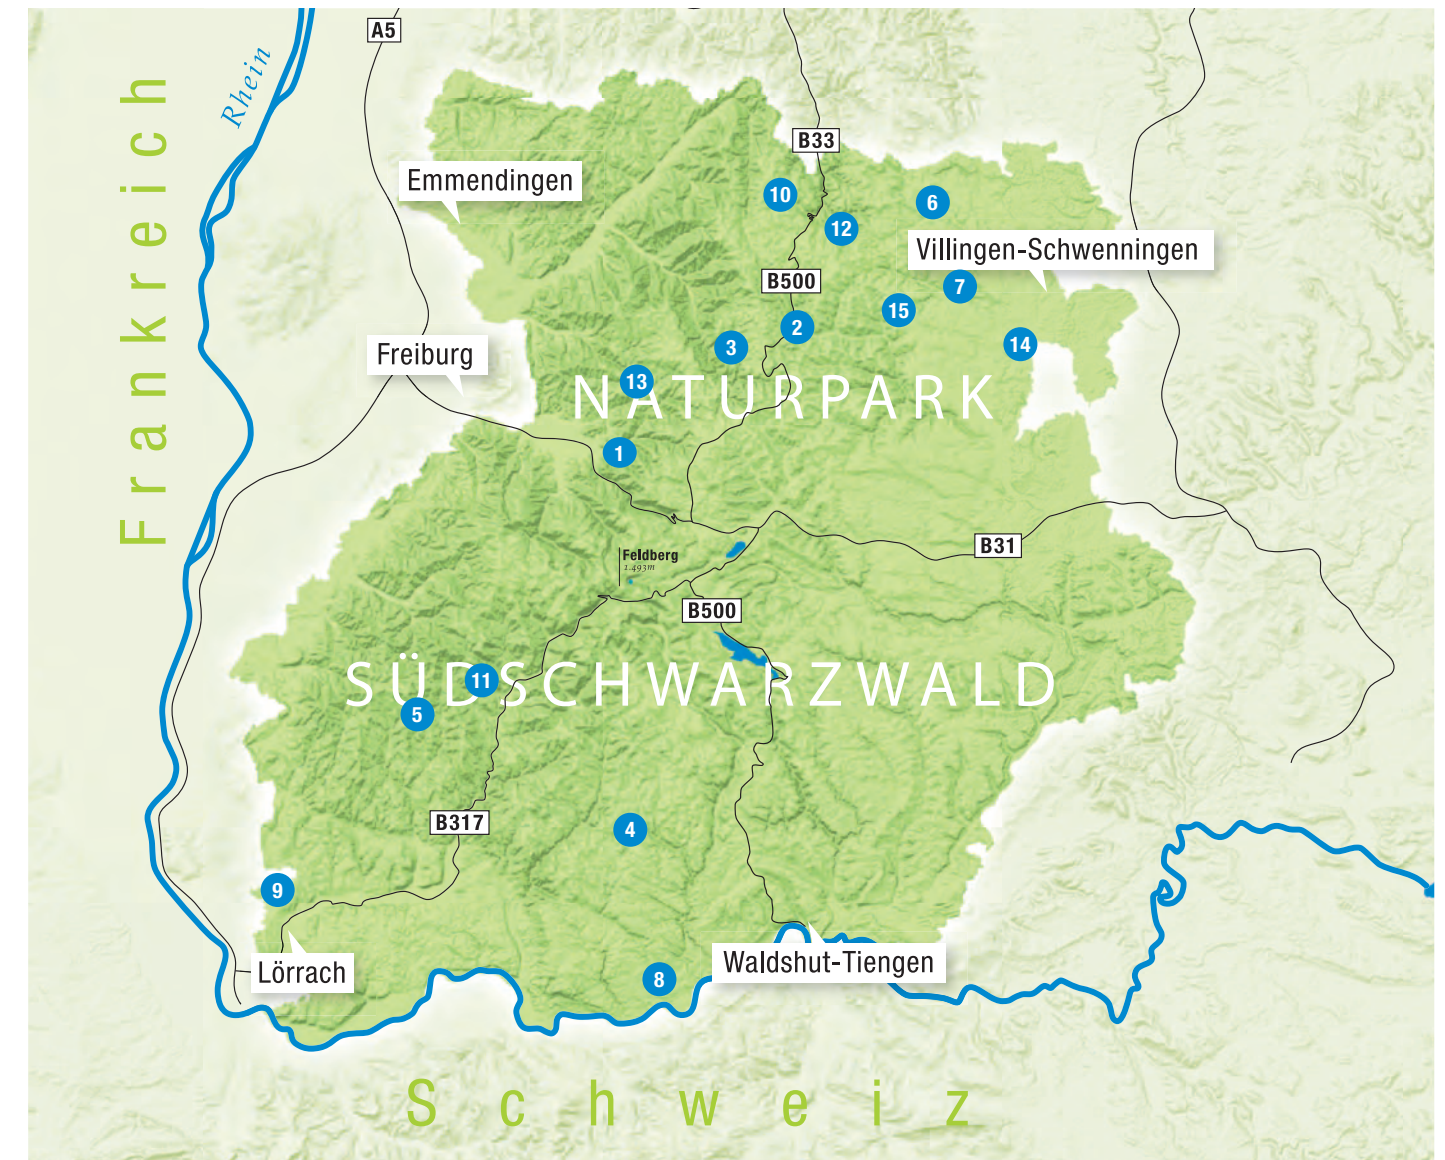 A5
Rhein
Frankreich
B33
Emmendingen
10
6
12
Villingen-Schwenningen
B500
7
15
2
14
3
Freiburg
13
NATURPARK
1
B31
Feldberg
1.493m
B500
SÜDSCHWARZWALD
11
5
B317
4
9
Lörrach
Waldshut-Tiengen
8
Schweiz